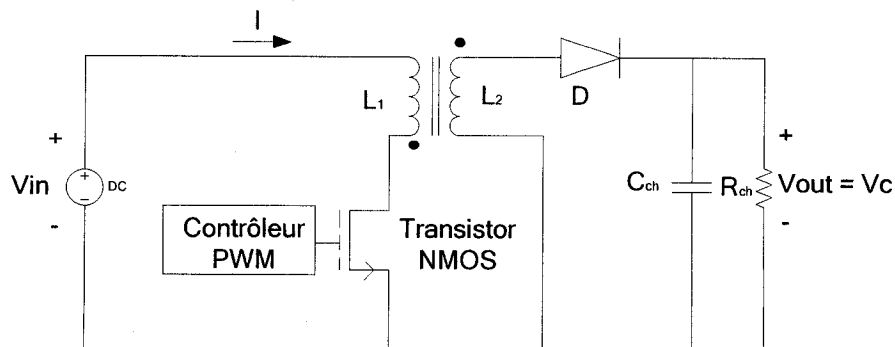 I
L1
L2
D
+
Vin
-
+
-
DC
Contrôleur
PWM
Transistor
NMOS
Cch
Rch
+
Vout = Vc
-